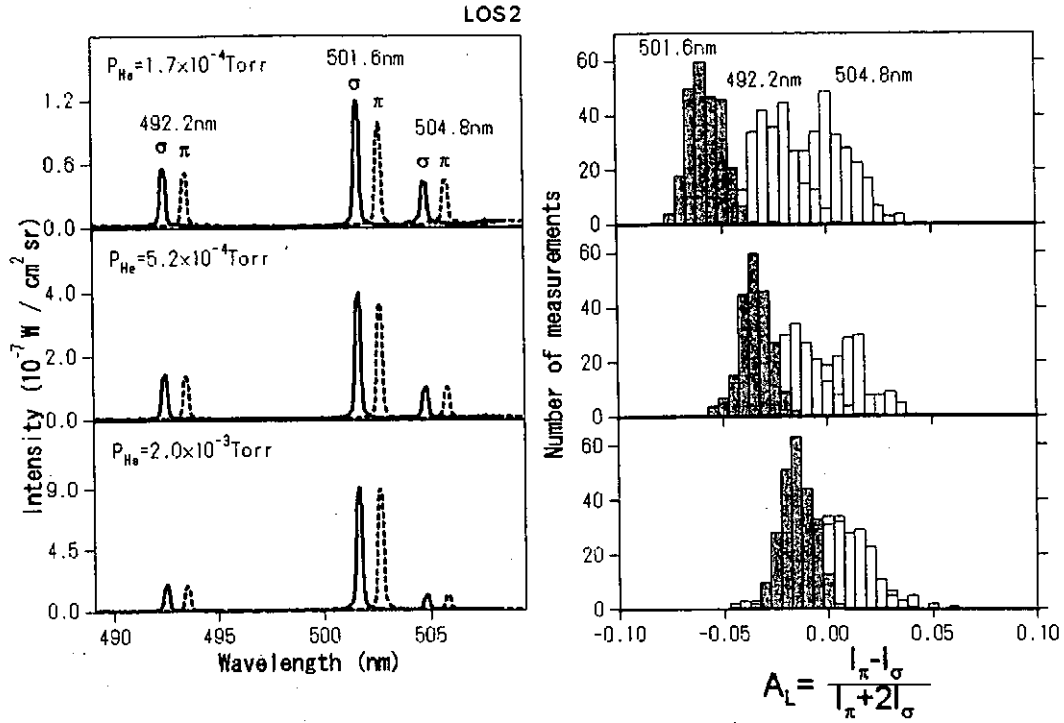 LOS2
P_He=1.7×10^-4 Torr
501.6nm
σ π
492.2nm
σ π
504.8nm
σ π
1.2
0.6
0.0
P_He=5.2×10^-4 Torr
4.0
2.0
0.0
P_He=2.0×10^-3 Torr
9.0
4.5
0.0
Intensity (10^-7 W / cm^2 sr)
490 495 500 505
Wavelength (nm)
501.6nm
492.2nm
504.8nm
60
40
20
0
60
40
20
0
60
40
20
0
Number of measurements
-0.10 -0.05 0.00 0.05 0.10
A_L= I_π-I_σ / I_π+2I_σ